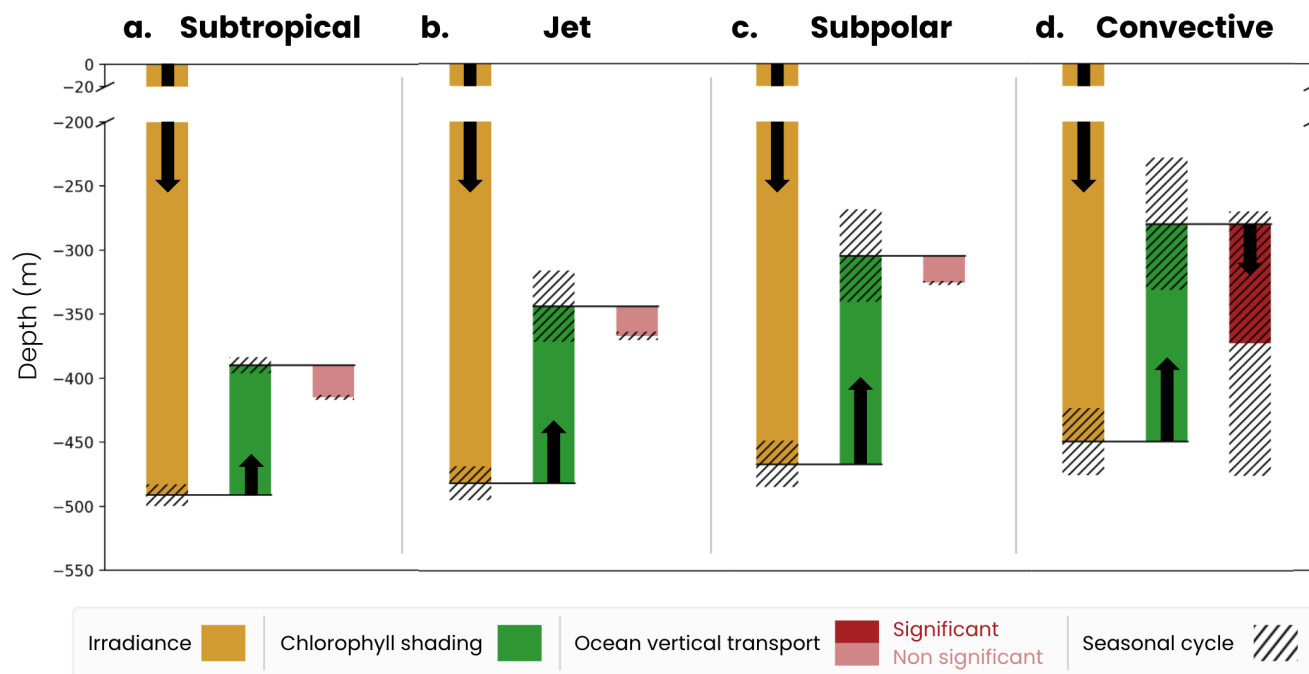 a. Subtropical b. Jet c. Subpolar d. Convective
0
−20
−200
−250
−300
−350
−400
−450
−500
−550
Depth (m)
Irradiance Chlorophyll shading Ocean vertical transport Significant Seasonal cycle
Non significant